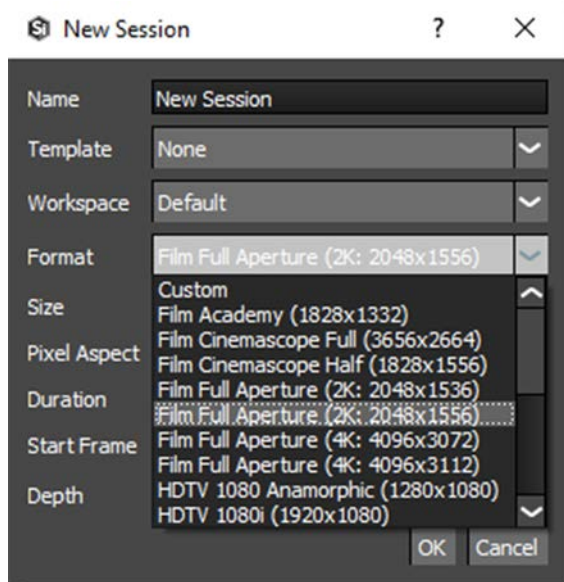 Si New Session ?
Name New Session
Template None
Workspace Default
Format Film Full Aperture (2K: 2048x1556)
Custom
Size Film Academy (1828x1332)
Film Cinemascope Full (3656x2664)
Pixel Aspect Film Cinemascope Half (1828x1556)
Film Full Aperture (2K: 2048x1536)
Duration Film Full Aperture (2K: 2048x1556)
Start Frame Film Full Aperture (4K: 4096x3072)
Film Full Aperture (4K: 4096x3112)
Depth HDTV 1080 Anamorphic (1280x1080)
HDTV 1080i (1920x1080)
OK Cancel